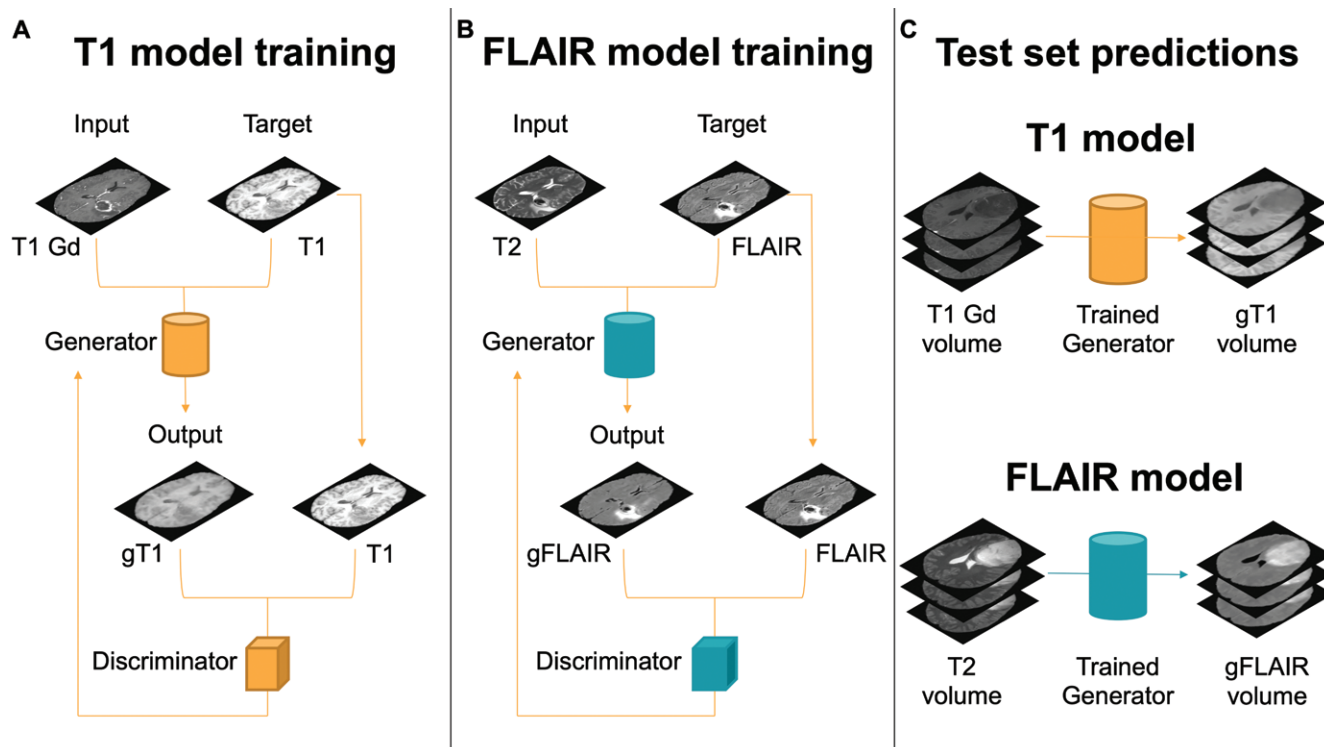 A
T1 model training
Input
Target
T1 Gd
T1
Generator
Output
gT1
T1
Discriminator
B
FLAIR model training
Input
Target
T2
FLAIR
Generator
Output
gFLAIR
FLAIR
Discriminator
C
Test set predictions
T1 model
T1 Gd
volume
Trained
Generator
gT1
volume
FLAIR model
T2
volume
Trained
Generator
gFLAIR
volume